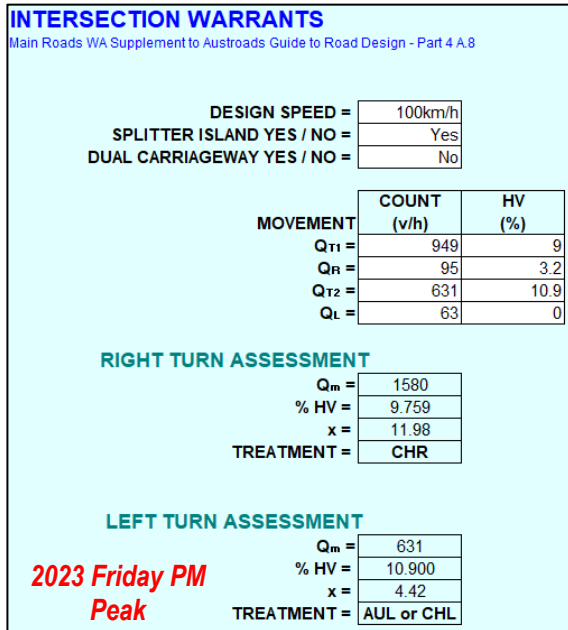 INTERSECTION WARRANTS
Main Roads WA Supplement to Austroads Guide to Road Design - Part 4 A.8
DESIGN SPEED = 100km/h
SPLITTER ISLAND YES / NO = Yes
DUAL CARRIAGEWAY YES / NO = No
COUNT HV
MOVEMENT (v/h) (%)
QT1 = 949 9
QR = 95 3.2
QT2 = 631 10.9
QL = 63 0
RIGHT TURN ASSESSMENT
Qm = 1580
% HV = 9.759
x = 11.98
TREATMENT = CHR
LEFT TURN ASSESSMENT
Qm = 631
% HV = 10.900
x = 4.42
TREATMENT = AUL or CHL
2023 Friday PM
Peak